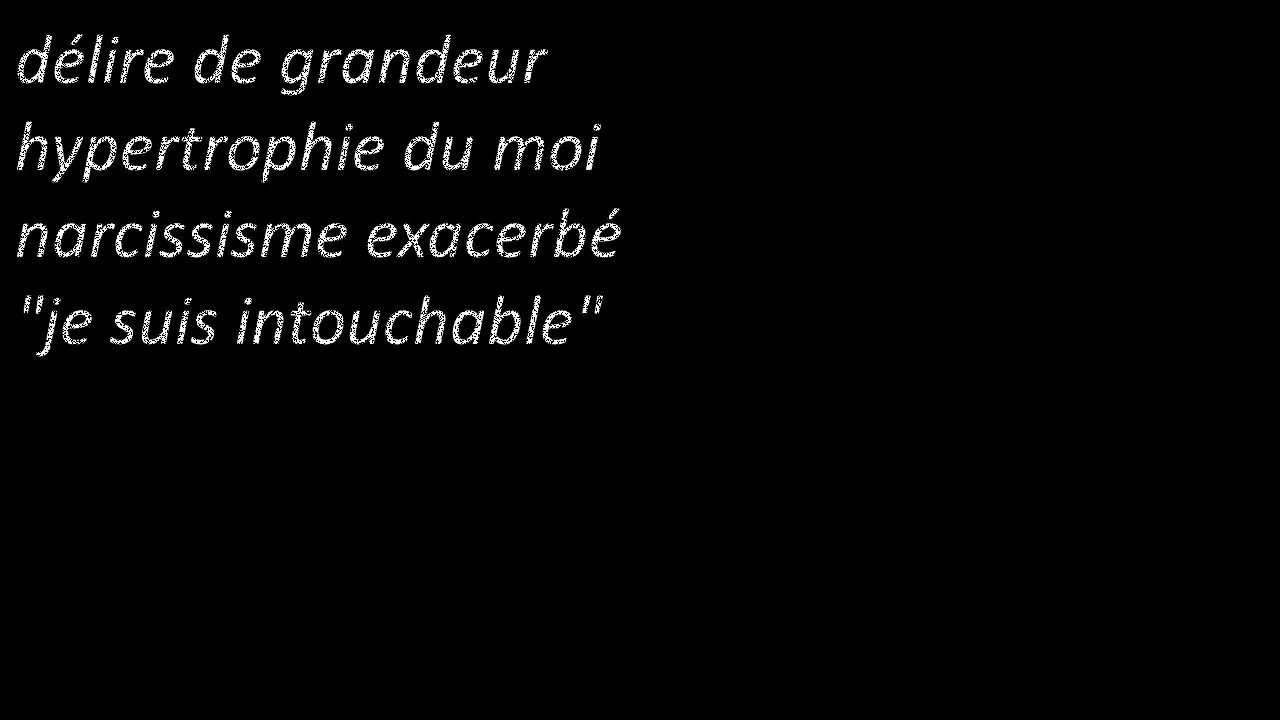 délire de grandeur
hypertrophie du moi
narcissisme exacerbé
"je suis intouchable"